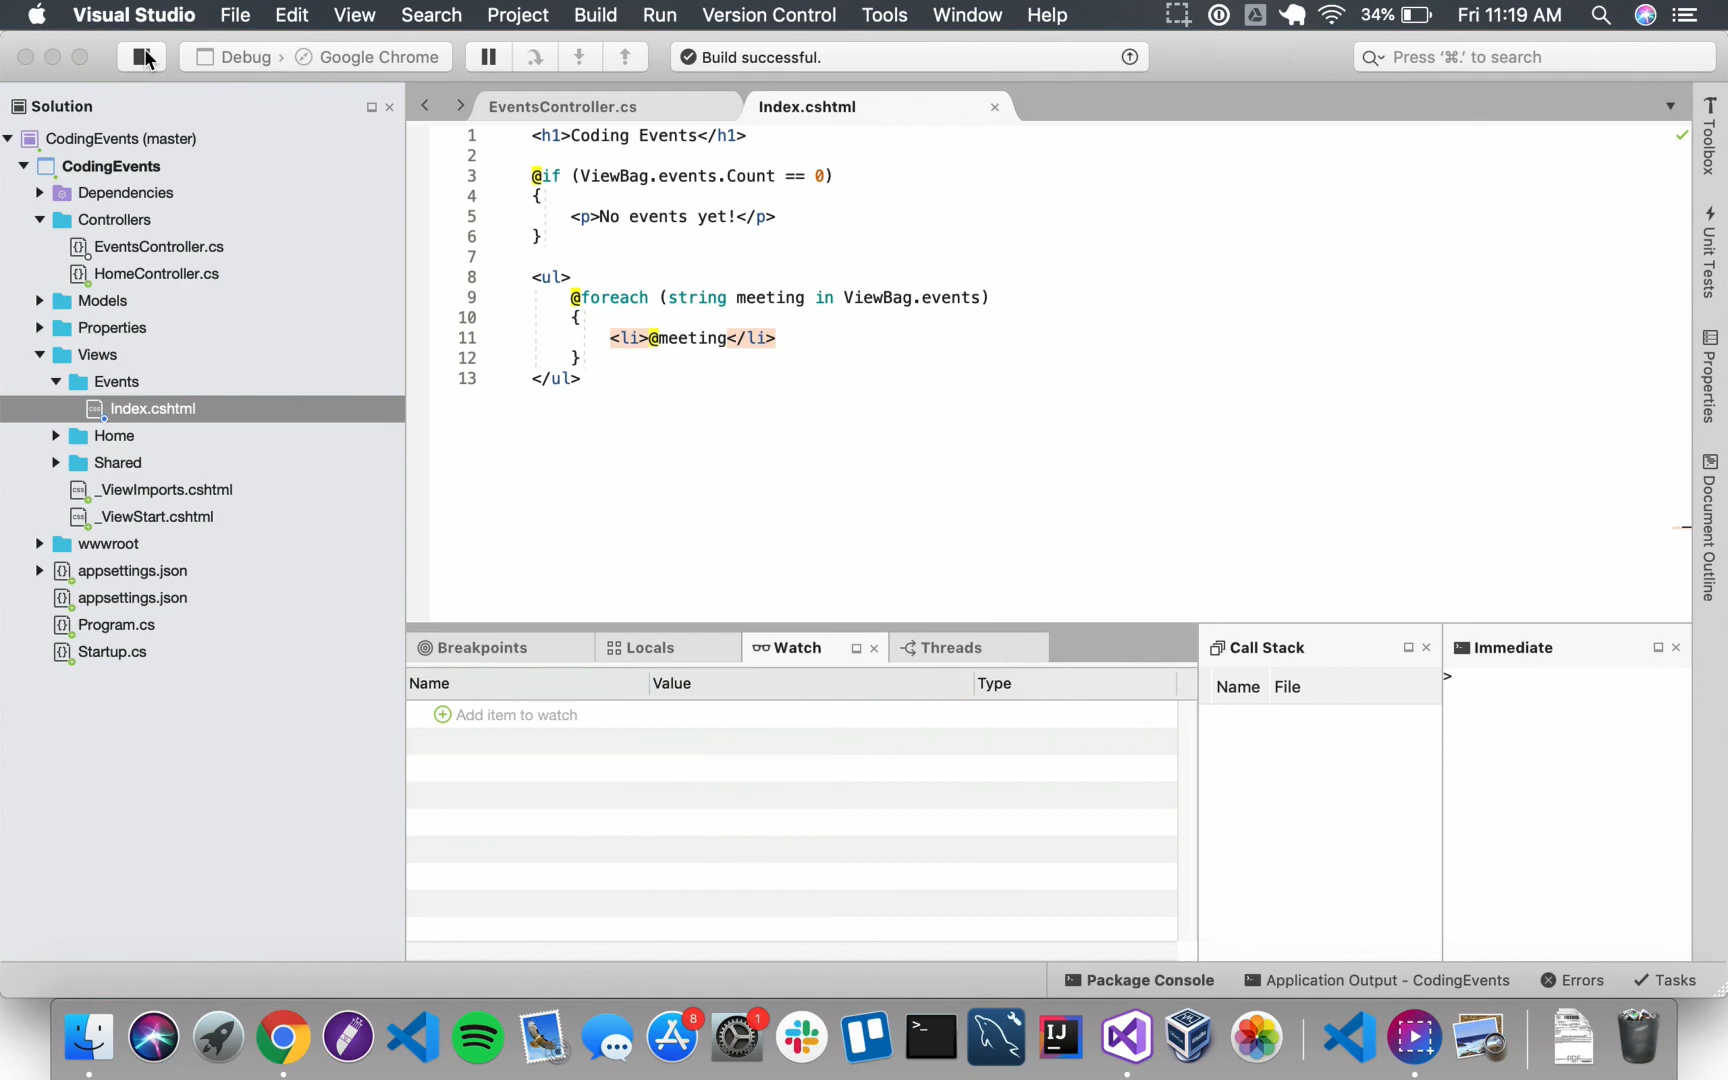 Visual Studio File Edit View Search Project Build Run Version Control Tools Window Help 34% Fri 11:19 AM
Debug › Google Chrome Build successful. Press ‘⌘.’ to search
Solution
CodingEvents (master)
CodingEvents
Dependencies
Controllers
EventsController.cs
HomeController.cs
Models
Properties
Views
Events
Index.cshtml
Home
Shared
_ViewImports.cshtml
_ViewStart.cshtml
wwwroot
appsettings.json
appsettings.json
Program.cs
Startup.cs
EventsController.cs Index.cshtml
1 <h1>Coding Events</h1>
2
3 @if (ViewBag.events.Count == 0)
4 {
5 <p>No events yet!</p>
6 }
7
8 <ul>
9 @foreach (string meeting in ViewBag.events)
10 {
11 <li>@meeting</li>
12 }
13 </ul>
Toolbox
Unit Tests
Properties
Document Outline
Breakpoints Locals Watch Threads
Name Value Type
Add item to watch
Call Stack
Name File
Immediate
>
Package Console Application Output - CodingEvents Errors Tasks
8
1
>_
IJ
PDF